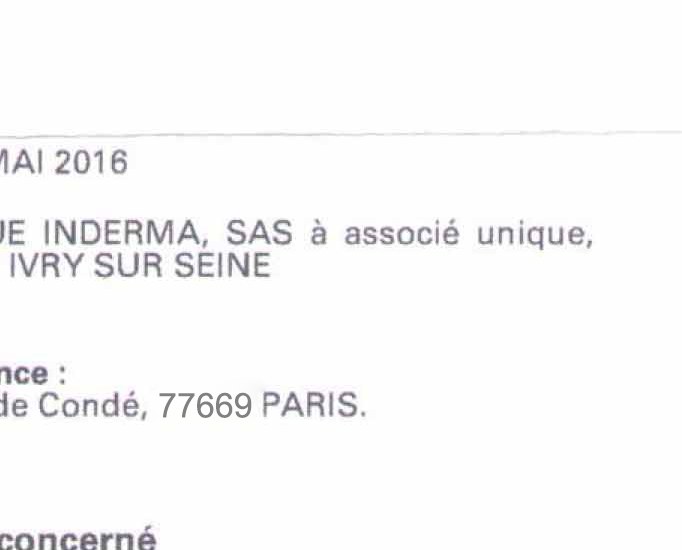 MAI 2016
UE INDERMA, SAS à associé unique,
IVRY SUR SEINE
nce :
de Condé, 77669 PARIS.
concerné